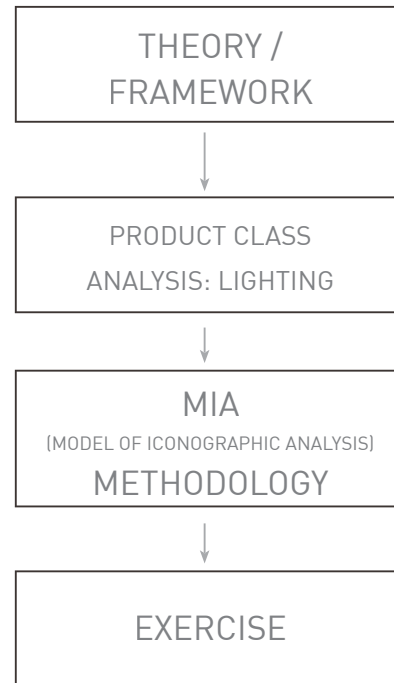 THEORY /
FRAMEWORK
PRODUCT CLASS
ANALYSIS: LIGHTING
MIA
(MODEL OF ICONOGRAPHIC ANALYSIS)
METHODOLOGY
EXERCISE